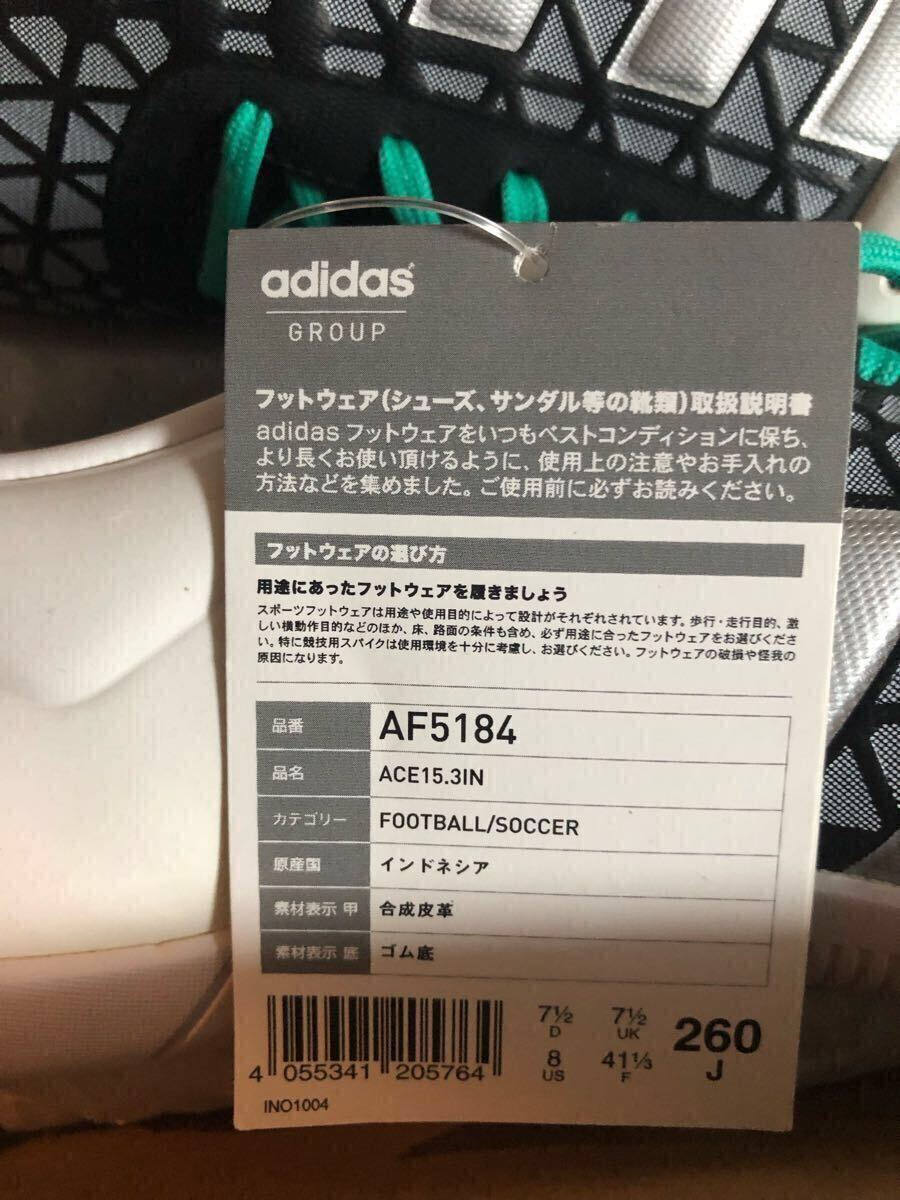 adidas
GROUP
フットウェア(シューズ、サンダル等の靴類)取扱説明書
adidas フットウェアをいつもベストコンディションに保ち、
より長くお使い頂けるように、使用上の注意やお手入れの
方法などを集めました。ご使用前に必ずお読みください。
フットウェアの選び方
用途にあったフットウェアを履きましょう
スポーツフットウェアは用途や使用目的によって設計がそれぞれされています。歩行・走行目的、激
しい横動作目的などのほか、床、路面の条件も含め、必ず用途に合ったフットウェアをお選びくださ
い。特に競技用スパイクは使用環境を十分に考慮し、お選びください。フットウェアの破損や怪我の
原因になります。
品番 AF5184
品名 ACE15.3IN
カテゴリー FOOTBALL/SOCCER
原産国 インドネシア
素材表示 甲 合成皮革
素材表示 底 ゴム底
7½ 7½ 260
D UK J
8 41⅓
US F
4 055341 205764
INO1004